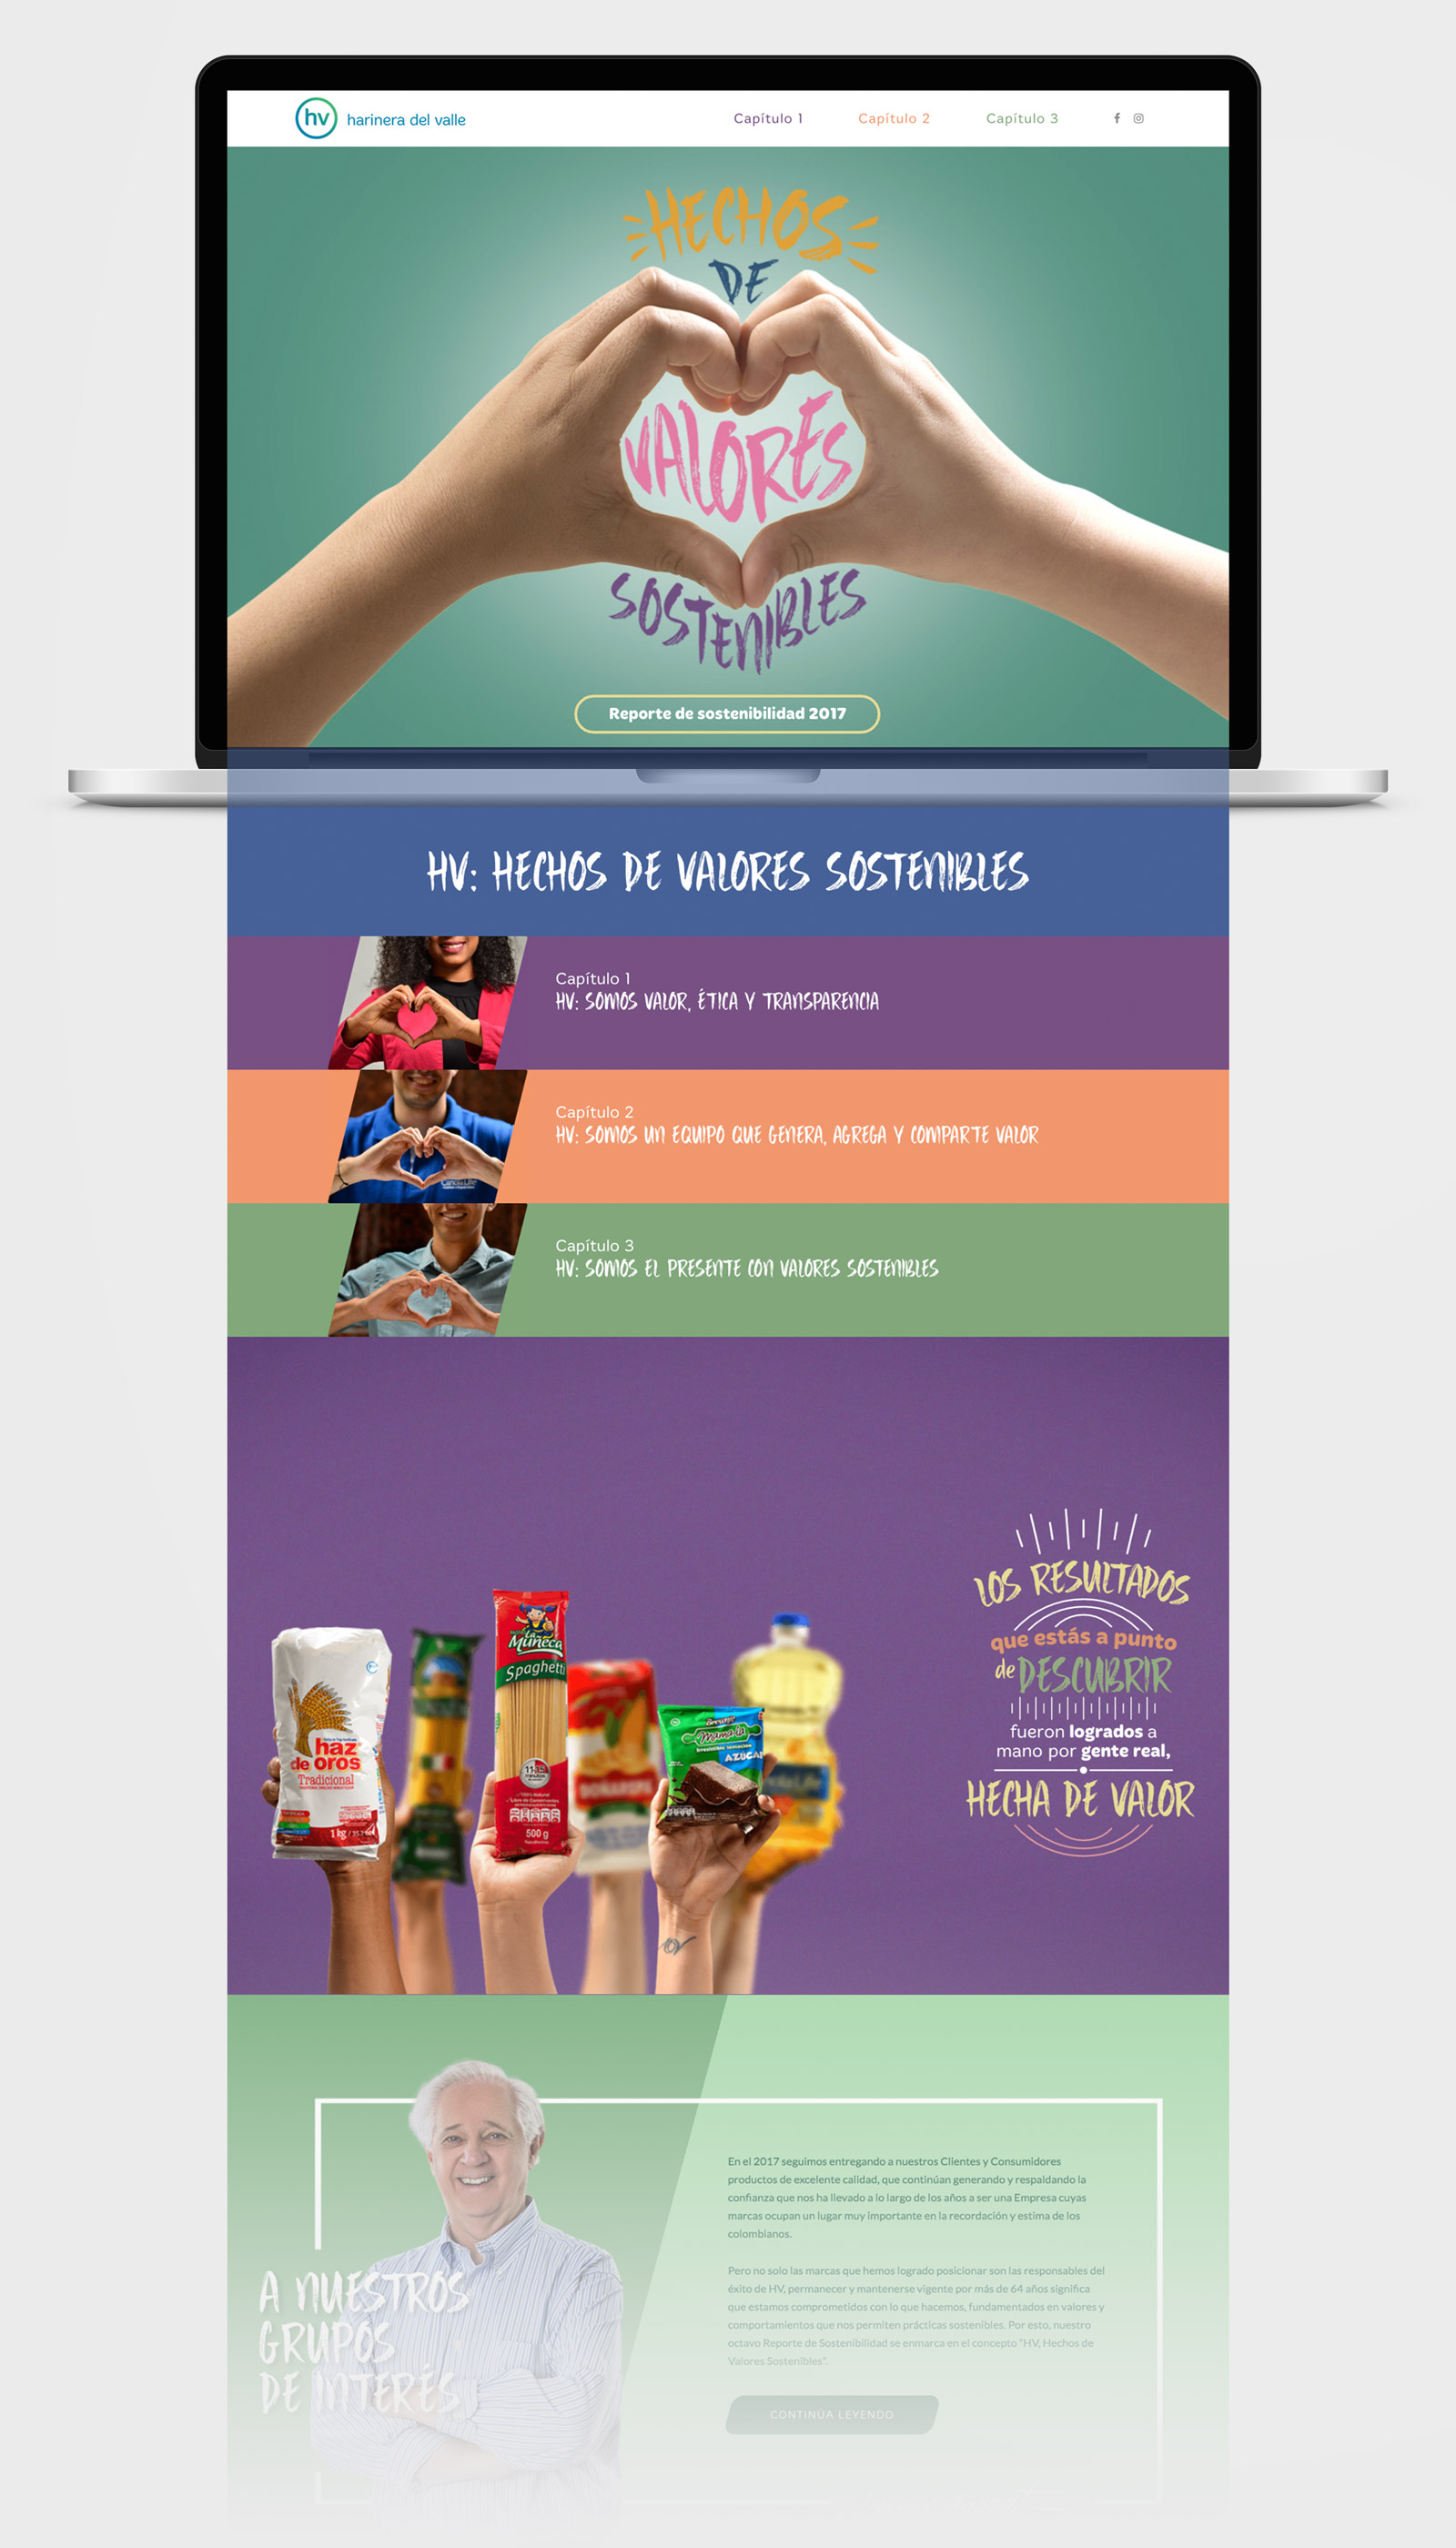 hv harinera del valle
Capítulo 1 Capítulo 2 Capítulo 3
HECHOS
DE
VALORES
SOSTENIBLES
Reporte de sostenibilidad 2017
HV: HECHOS DE VALORES SOSTENIBLES
Capítulo 1
HV: SOMOS VALOR, ÉTICA Y TRANSPARENCIA
Capítulo 2
HV: SOMOS UN EQUIPO QUE GENERA, AGREGA Y COMPARTE VALOR
Capítulo 3
HV: SOMOS EL PRESENTE CON VALORES SOSTENIBLES
LOS RESULTADOS
que estás a punto
de DESCUBRIR
fueron logrados a
mano por gente real,
HECHA DE VALOR
haz
de oros
Tradicional
1 kg
La
Muñeca
Spaghetti
500 g
Brownie
Mama-ia
AZÚCAR
A NUESTROS
GRUPOS
DE INTERÉS
En el 2017 seguimos entregando a nuestros Clientes y Consumidores
productos de excelente calidad, que continúan generando y respaldando la
confianza que nos ha llevado a lo largo de los años a ser una Empresa cuyas
marcas ocupan un lugar muy importante en la recordación y estima de los
colombianos.
Pero no solo las marcas que hemos logrado posicionar son las responsables del
éxito de HV, permanecer y mantenerse vigente por más de 64 años significa
que estamos comprometidos con lo que hacemos, fundamentados en valores y
comportamientos que nos permiten prácticas sostenibles. Por esto, nuestro
octavo Reporte de Sostenibilidad se enmarca en el concepto "HV, Hechos de
Valores Sostenibles".
CONTINÚA LEYENDO